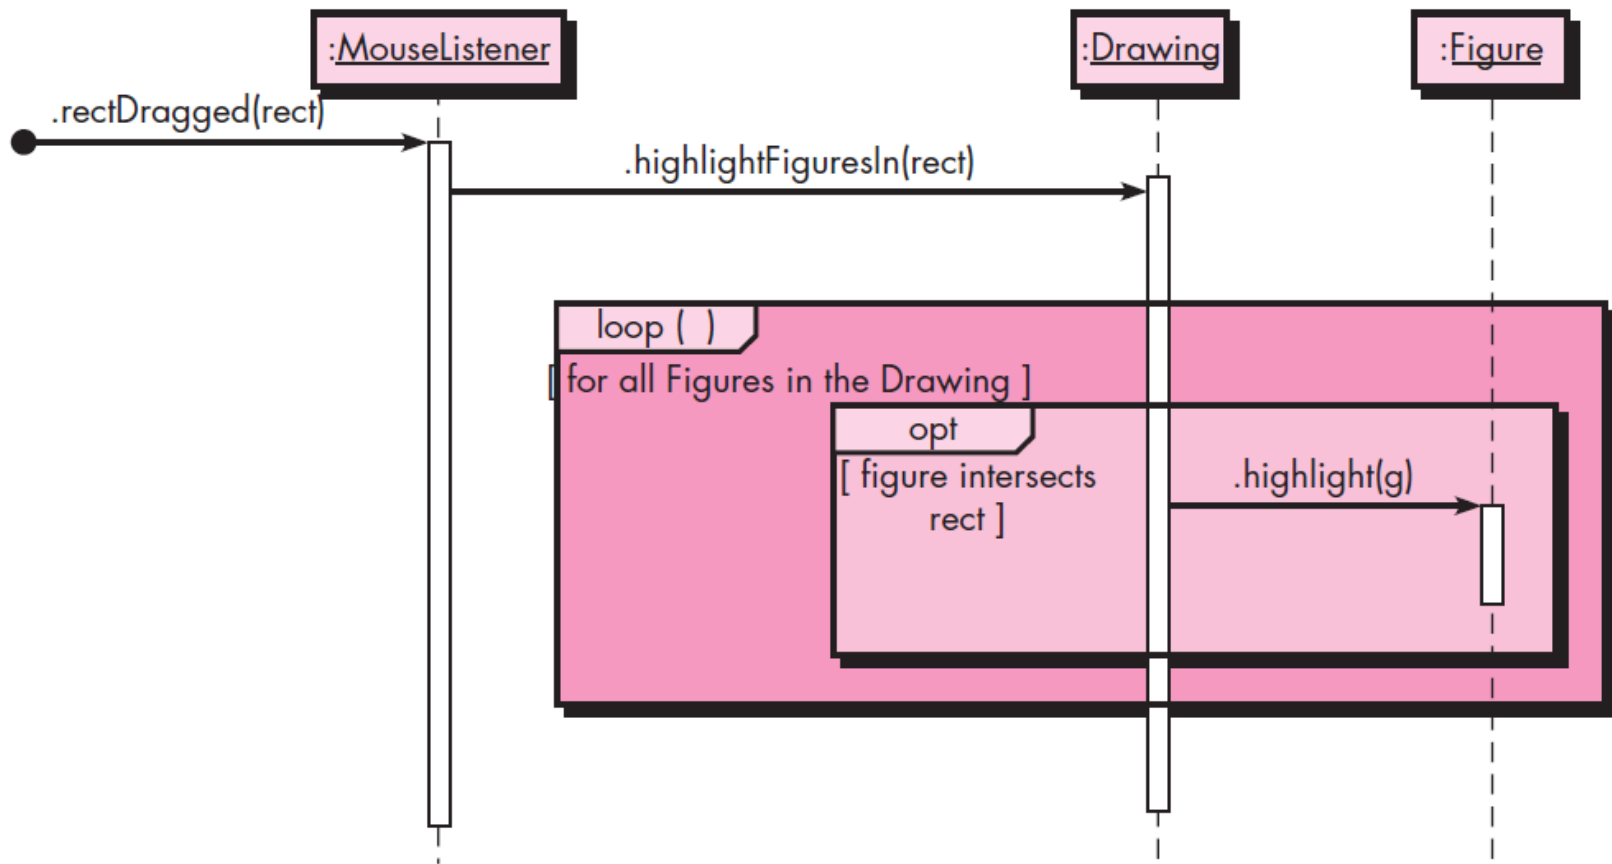 :MouseListener
:Drawing
:Figure
.rectDragged(rect)
.highlightFiguresIn(rect)
loop (  )
[ for all Figures in the Drawing ]
opt
[ figure intersects
rect ]
.highlight(g)